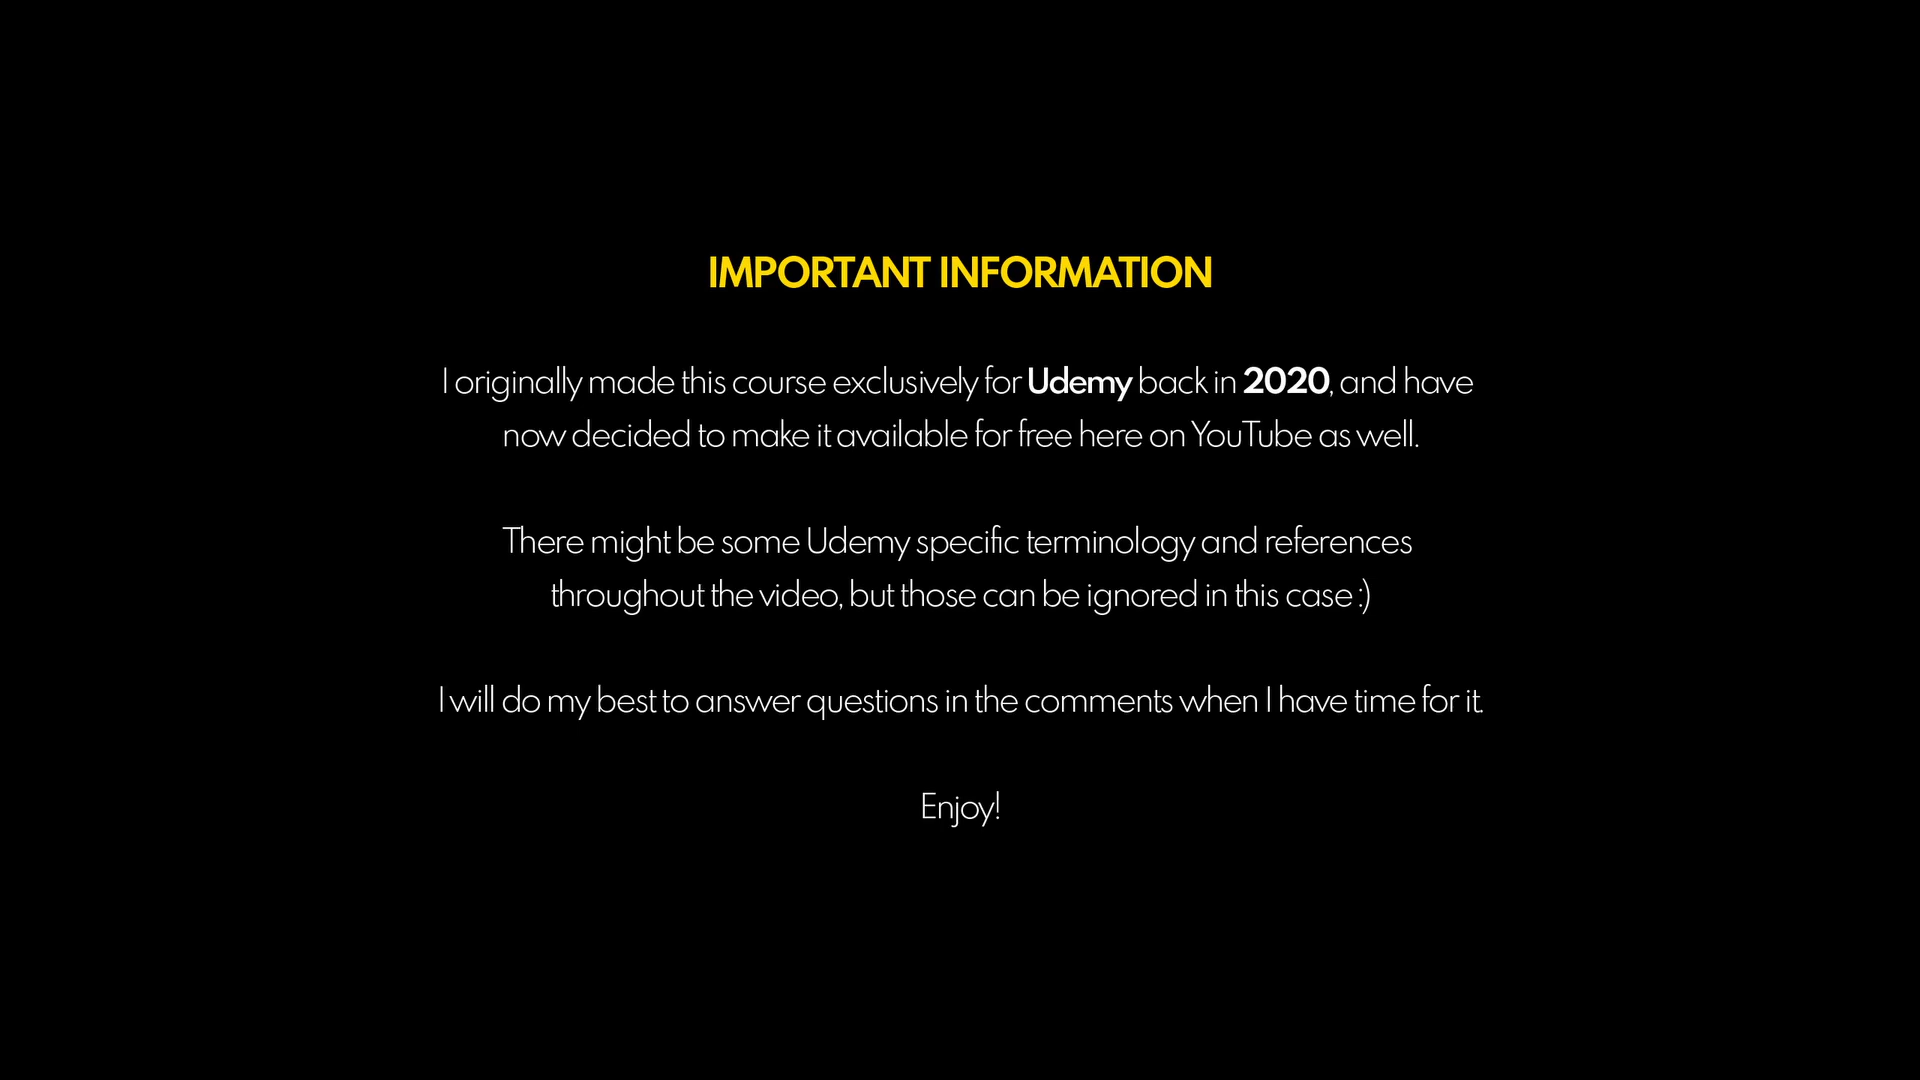 IMPORTANT INFORMATION
I originally made this course exclusively for Udemy back in 2020, and have
now decided to make it available for free here on YouTube as well.
There might be some Udemy specific terminology and references
throughout the video, but those can be ignored in this case :)
I will do my best to answer questions in the comments when I have time for it.
Enjoy!